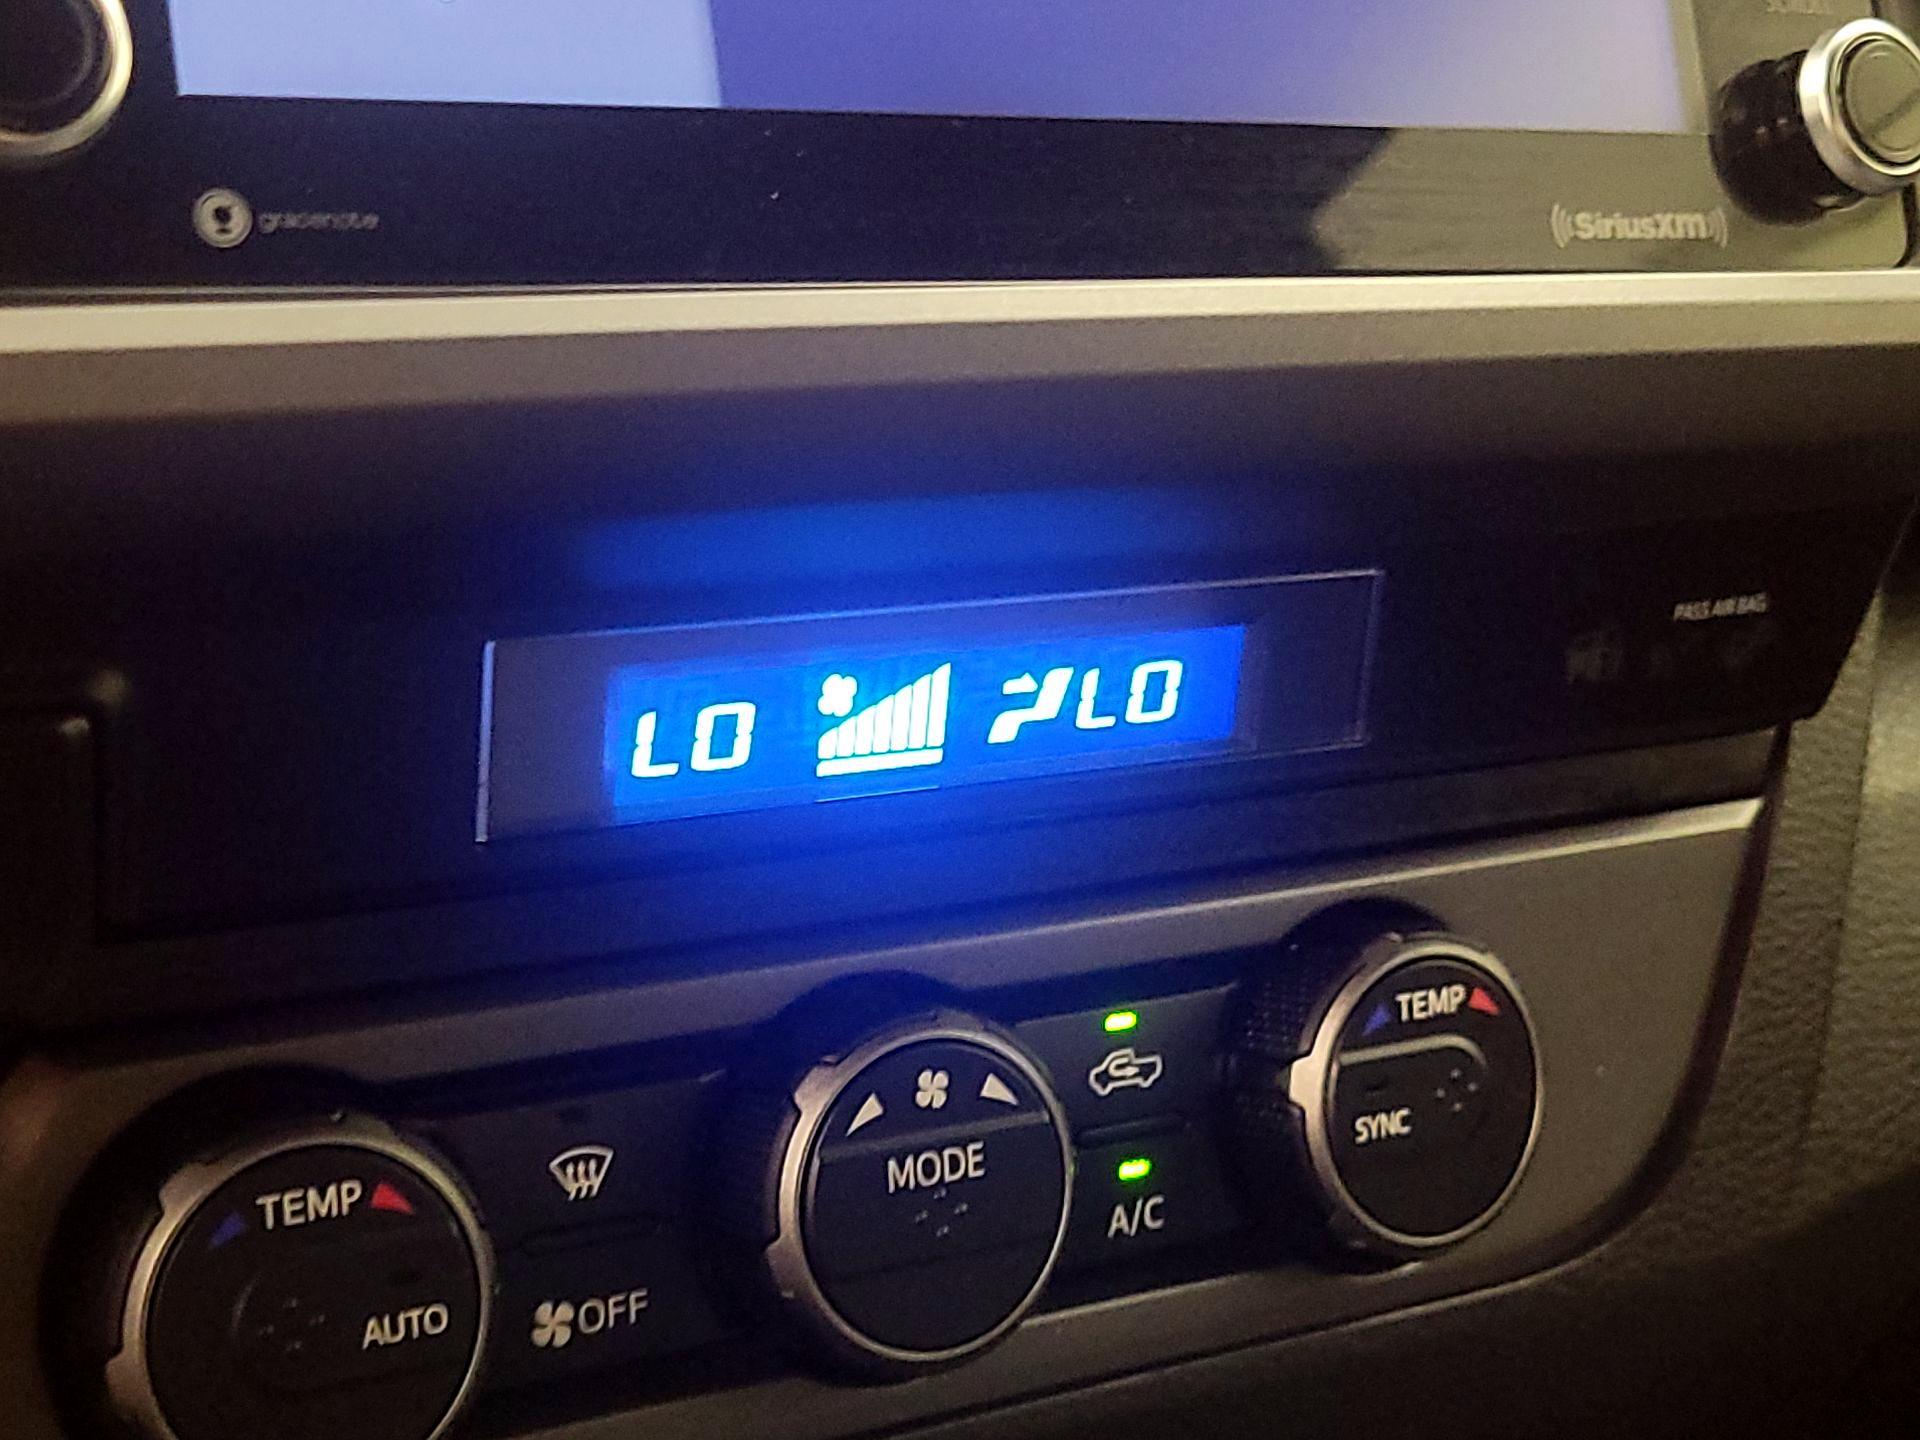 gracenote
SiriusXM
PASS AIR BAG
LO LO
TEMP
AUTO
OFF
MODE
A/C
TEMP
SYNC